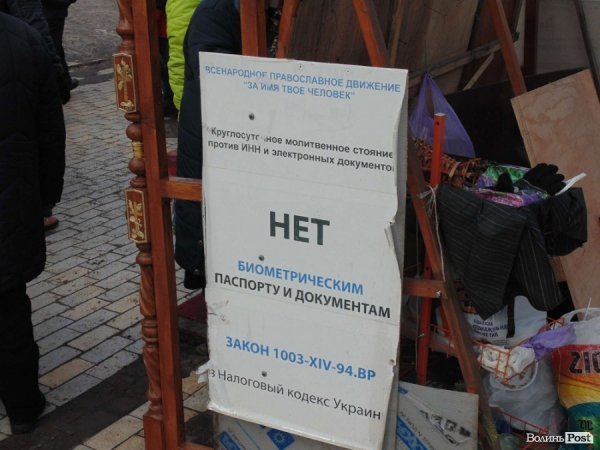 ВСЕНАРОДНОЕ ПРАВОСЛАВНОЕ ДВИЖЕНИЕ
"ЗА ИМЯ ТВОЕ ЧЕЛОВЕК"
Круглосуточное молитвенное стояние
против ИНН и электронных документо
НЕТ
БИОМЕТРИЧЕСКИМ
ПАСПОРТУ И ДОКУМЕНТАМ
ЗАКОН 1003-XIV-94.ВР
з Налоговый кодекс Украин
ВолиньPost